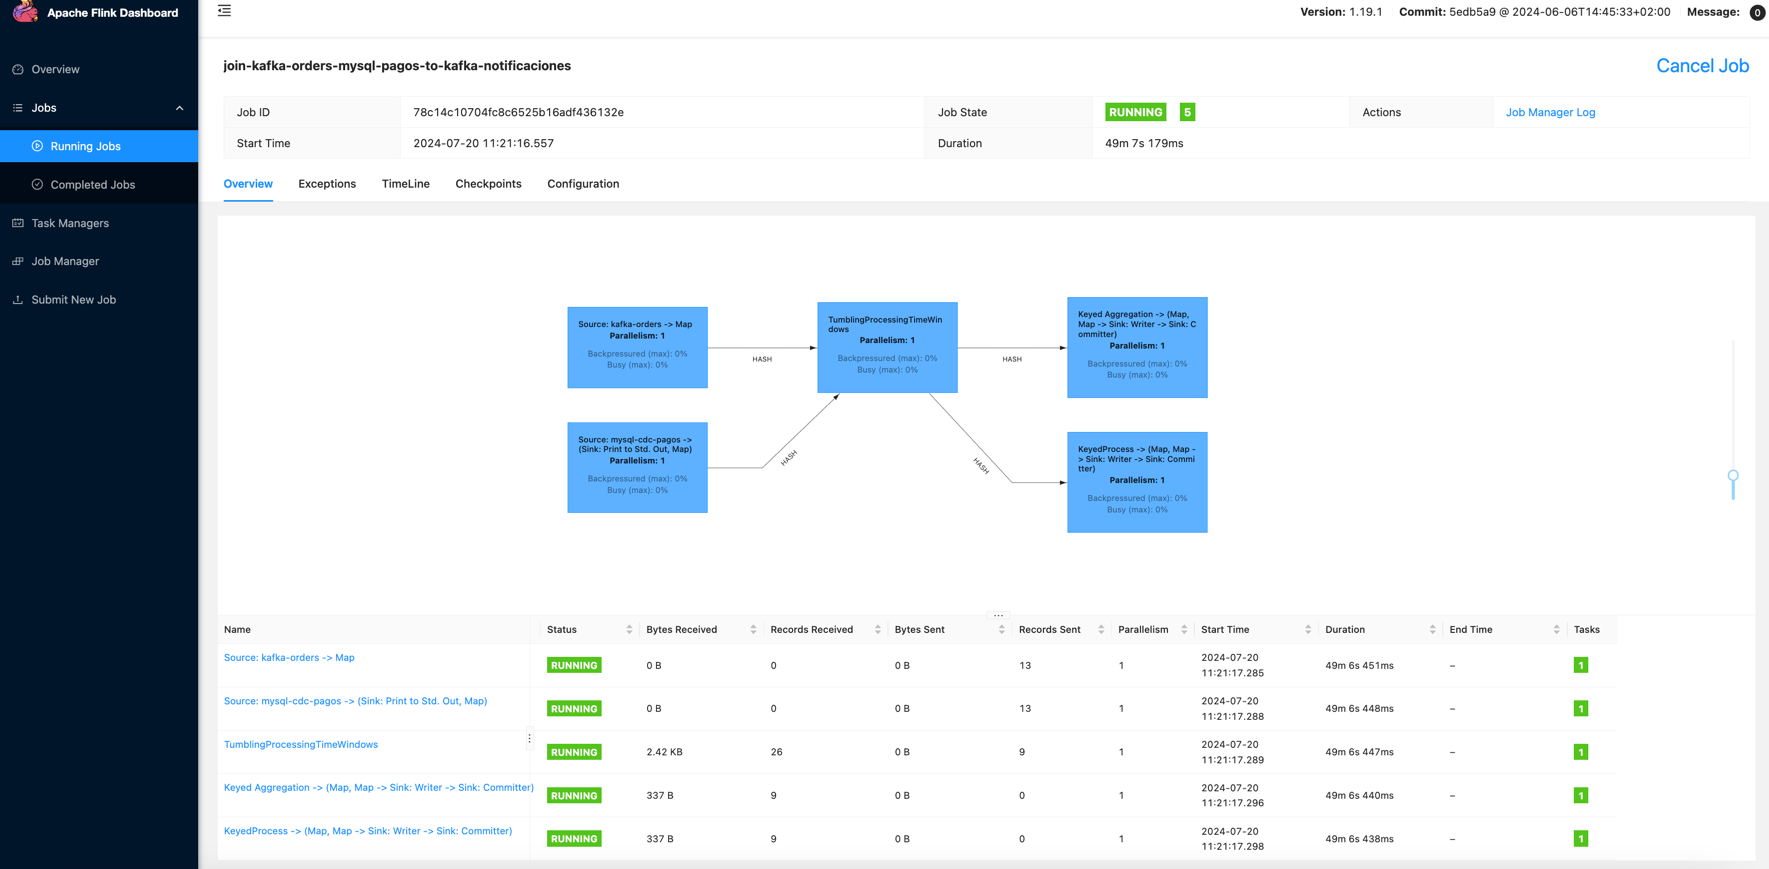 Apache Flink Dashboard
Version: 1.19.1 Commit: 5edb5a9 @ 2024-06-06T14:45:33+02:00 Message: 0
Overview
Jobs
Running Jobs
Completed Jobs
Task Managers
Job Manager
Submit New Job
join-kafka-orders-mysql-pagos-to-kafka-notificaciones
Cancel Job
Job ID 78c14c10704fc8c6525b16adf436132e Job State RUNNING 5 Actions Job Manager Log
Start Time 2024-07-20 11:21:16.557 Duration 49m 7s 179ms
Overview Exceptions TimeLine Checkpoints Configuration
Source: kafka-orders -> Map
Parallelism: 1
Backpressured (max): 0%
Busy (max): 0%
HASH
Source: mysql-cdc-pagos ->
(Sink: Print to Std. Out, Map)
Parallelism: 1
Backpressured (max): 0%
Busy (max): 0%
HASH
TumblingProcessingTimeWin
dows
Parallelism: 1
Backpressured (max): 0%
Busy (max): 0%
HASH
HASH
Keyed Aggregation -> (Map,
Map -> Sink: Writer -> Sink: C
ommitter)
Parallelism: 1
Backpressured (max): 0%
Busy (max): 0%
KeyedProcess -> (Map, Map -
> Sink: Writer -> Sink: Commi
tter)
Parallelism: 1
Backpressured (max): 0%
Busy (max): 0%
Name Status Bytes Received Records Received Bytes Sent Records Sent Parallelism Start Time Duration End Time Tasks
Source: kafka-orders -> Map RUNNING 0 B 0 0 B 13 1 2024-07-20 49m 6s 451ms – 1
11:21:17.285
Source: mysql-cdc-pagos -> (Sink: Print to Std. Out, Map) RUNNING 0 B 0 0 B 13 1 2024-07-20 49m 6s 448ms – 1
11:21:17.288
TumblingProcessingTimeWindows RUNNING 2.42 KB 26 0 B 9 1 2024-07-20 49m 6s 447ms – 1
11:21:17.289
Keyed Aggregation -> (Map, Map -> Sink: Writer -> Sink: Committer) RUNNING 337 B 9 0 B 0 1 2024-07-20 49m 6s 440ms – 1
11:21:17.296
KeyedProcess -> (Map, Map -> Sink: Writer -> Sink: Committer) RUNNING 337 B 9 0 B 0 1 2024-07-20 49m 6s 438ms – 1
11:21:17.298